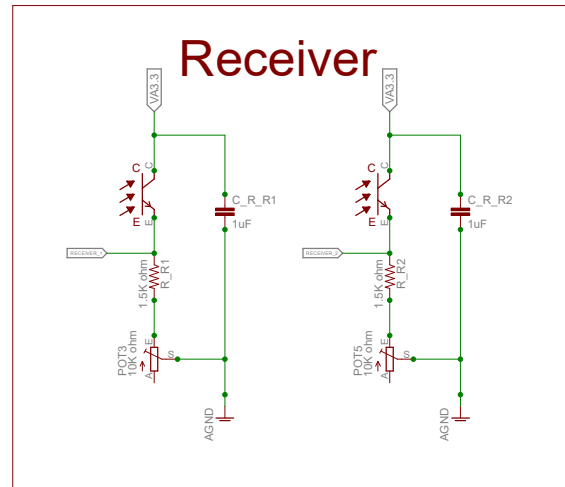 Receiver
VA3.3
VA3.3
C
C
C
C
E
E
E
E
C_R_R1
1uF
C_R_R2
1uF
RECEIVER_1
RECEIVER_2
1.5K ohm
R_R1
1.5K ohm
R_R2
POT3
10K ohm
E
S
A
POT5
10K ohm
E
S
A
AGND
AGND